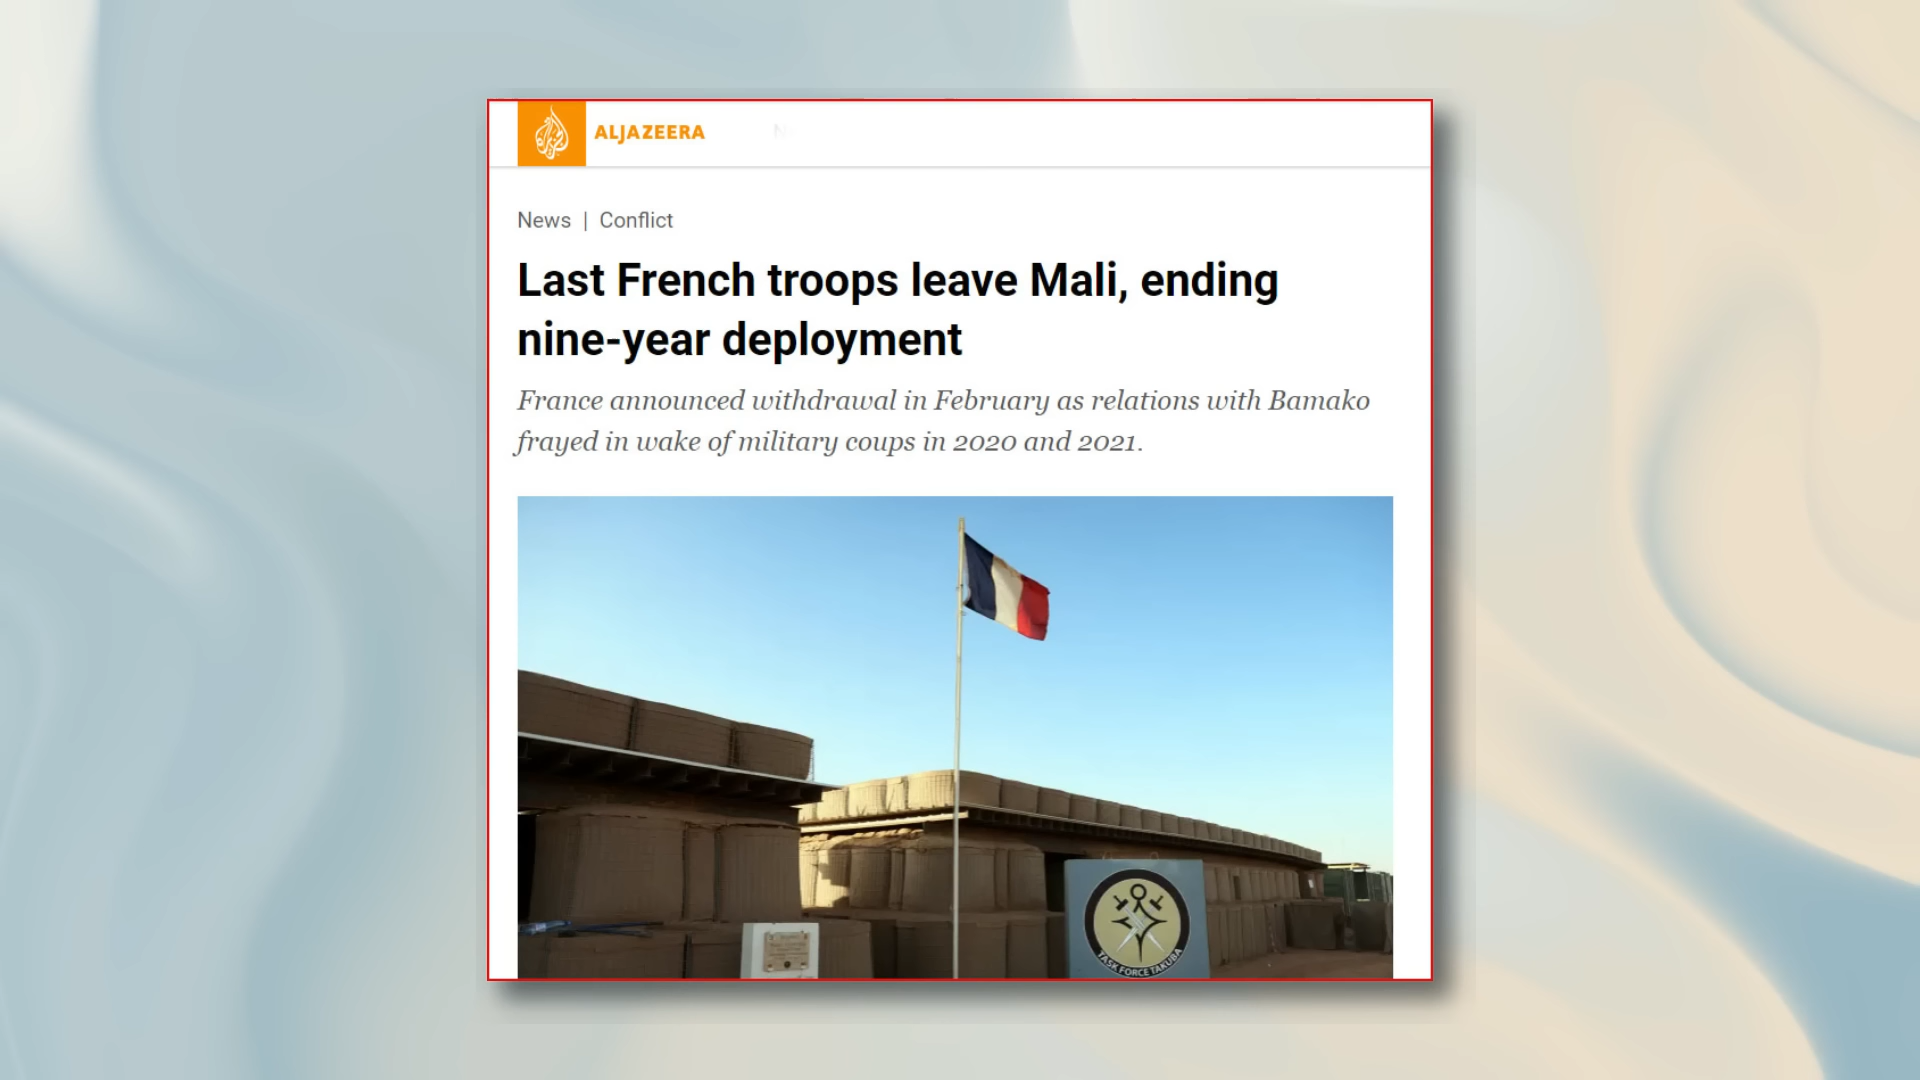 ALJAZEERA
News | Conflict
Last French troops leave Mali, ending
nine-year deployment
France announced withdrawal in February as relations with Bamako
frayed in wake of military coups in 2020 and 2021.
TASK FORCE TAKUBA